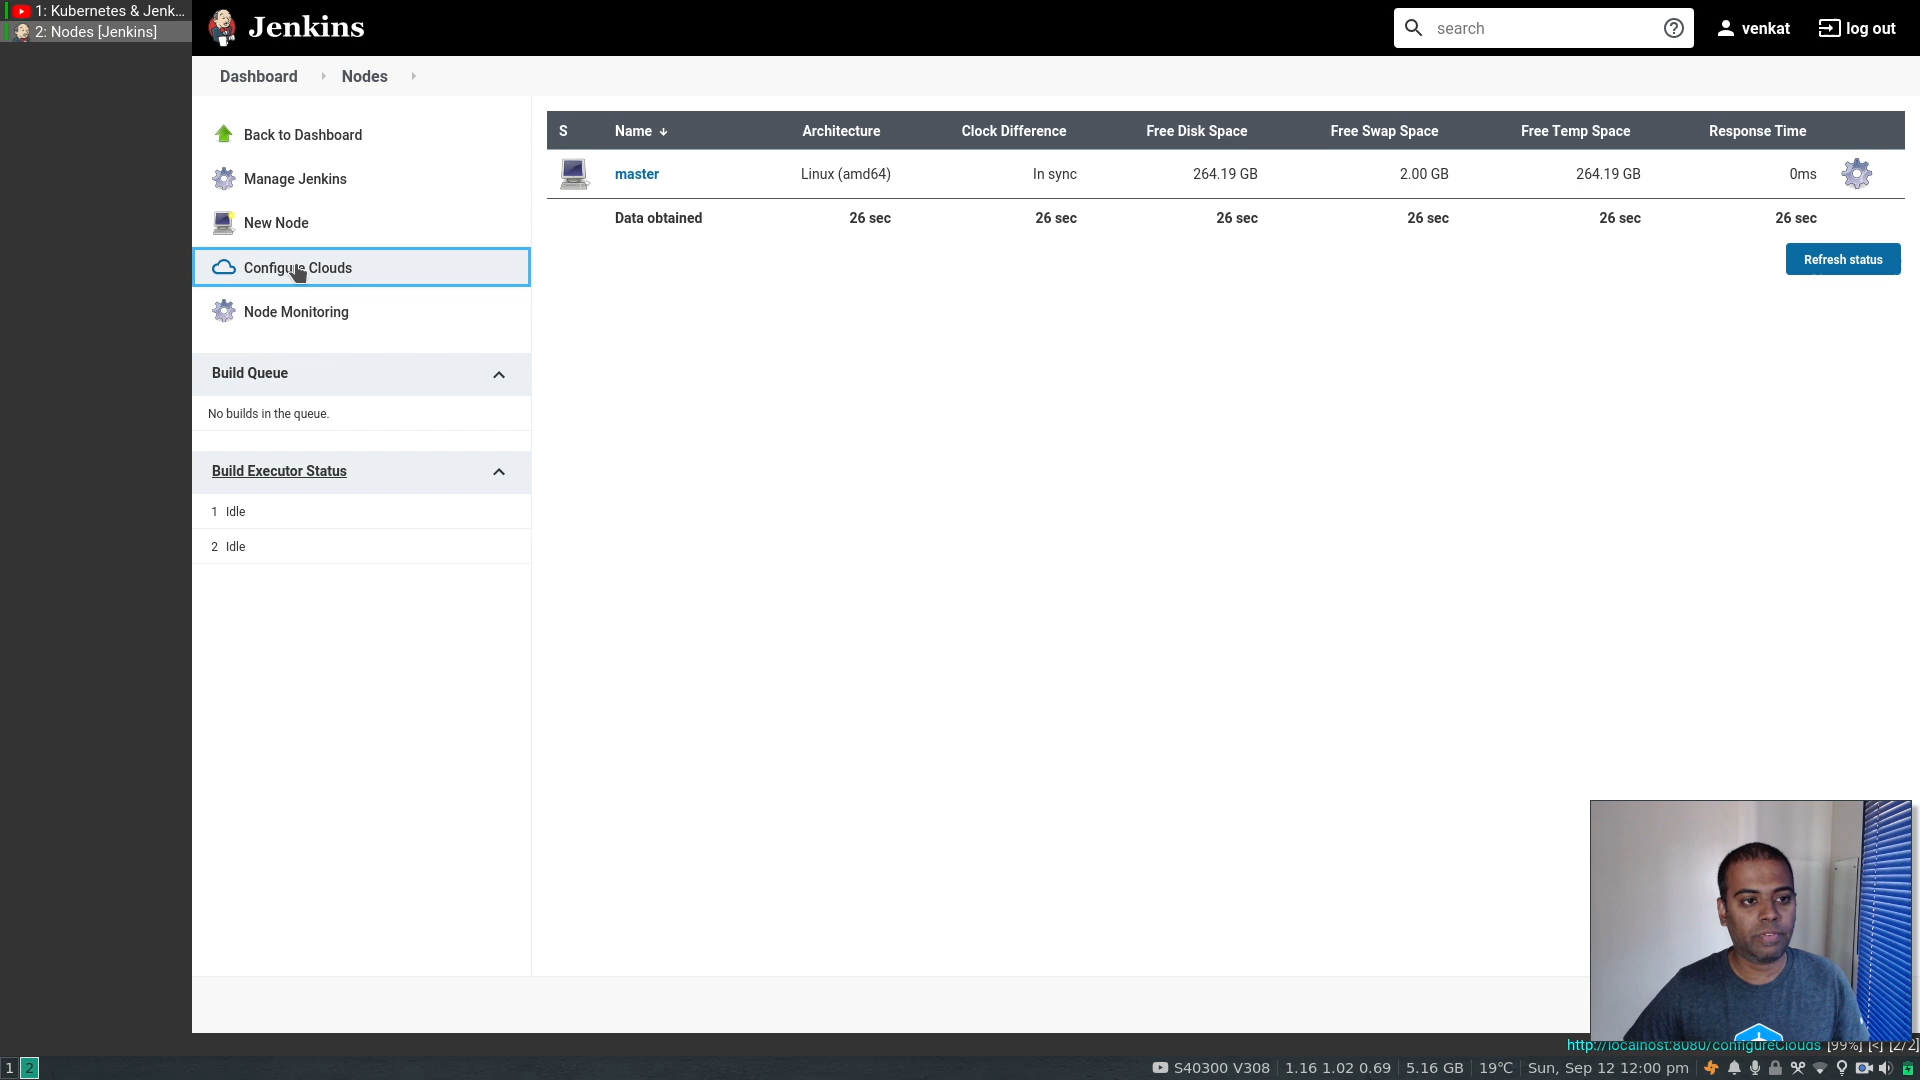 1: Kubernetes & Jenk...
2: Nodes [Jenkins]
Jenkins
search
venkat
log out
Dashboard
Nodes
Back to Dashboard
Manage Jenkins
New Node
Configure Clouds
Node Monitoring
Build Queue
No builds in the queue.
Build Executor Status
1 Idle
2 Idle
S Name ↓ Architecture Clock Difference Free Disk Space Free Swap Space Free Temp Space Response Time
master Linux (amd64) In sync 264.19 GB 2.00 GB 264.19 GB 0ms
Data obtained 26 sec 26 sec 26 sec 26 sec 26 sec 26 sec
Refresh status
http://localhost:8080/configureClouds [99%] [<] [2/2]
1 2
S40300 V308 1.16 1.02 0.69 5.16 GB 19°C Sun, Sep 12 12:00 pm